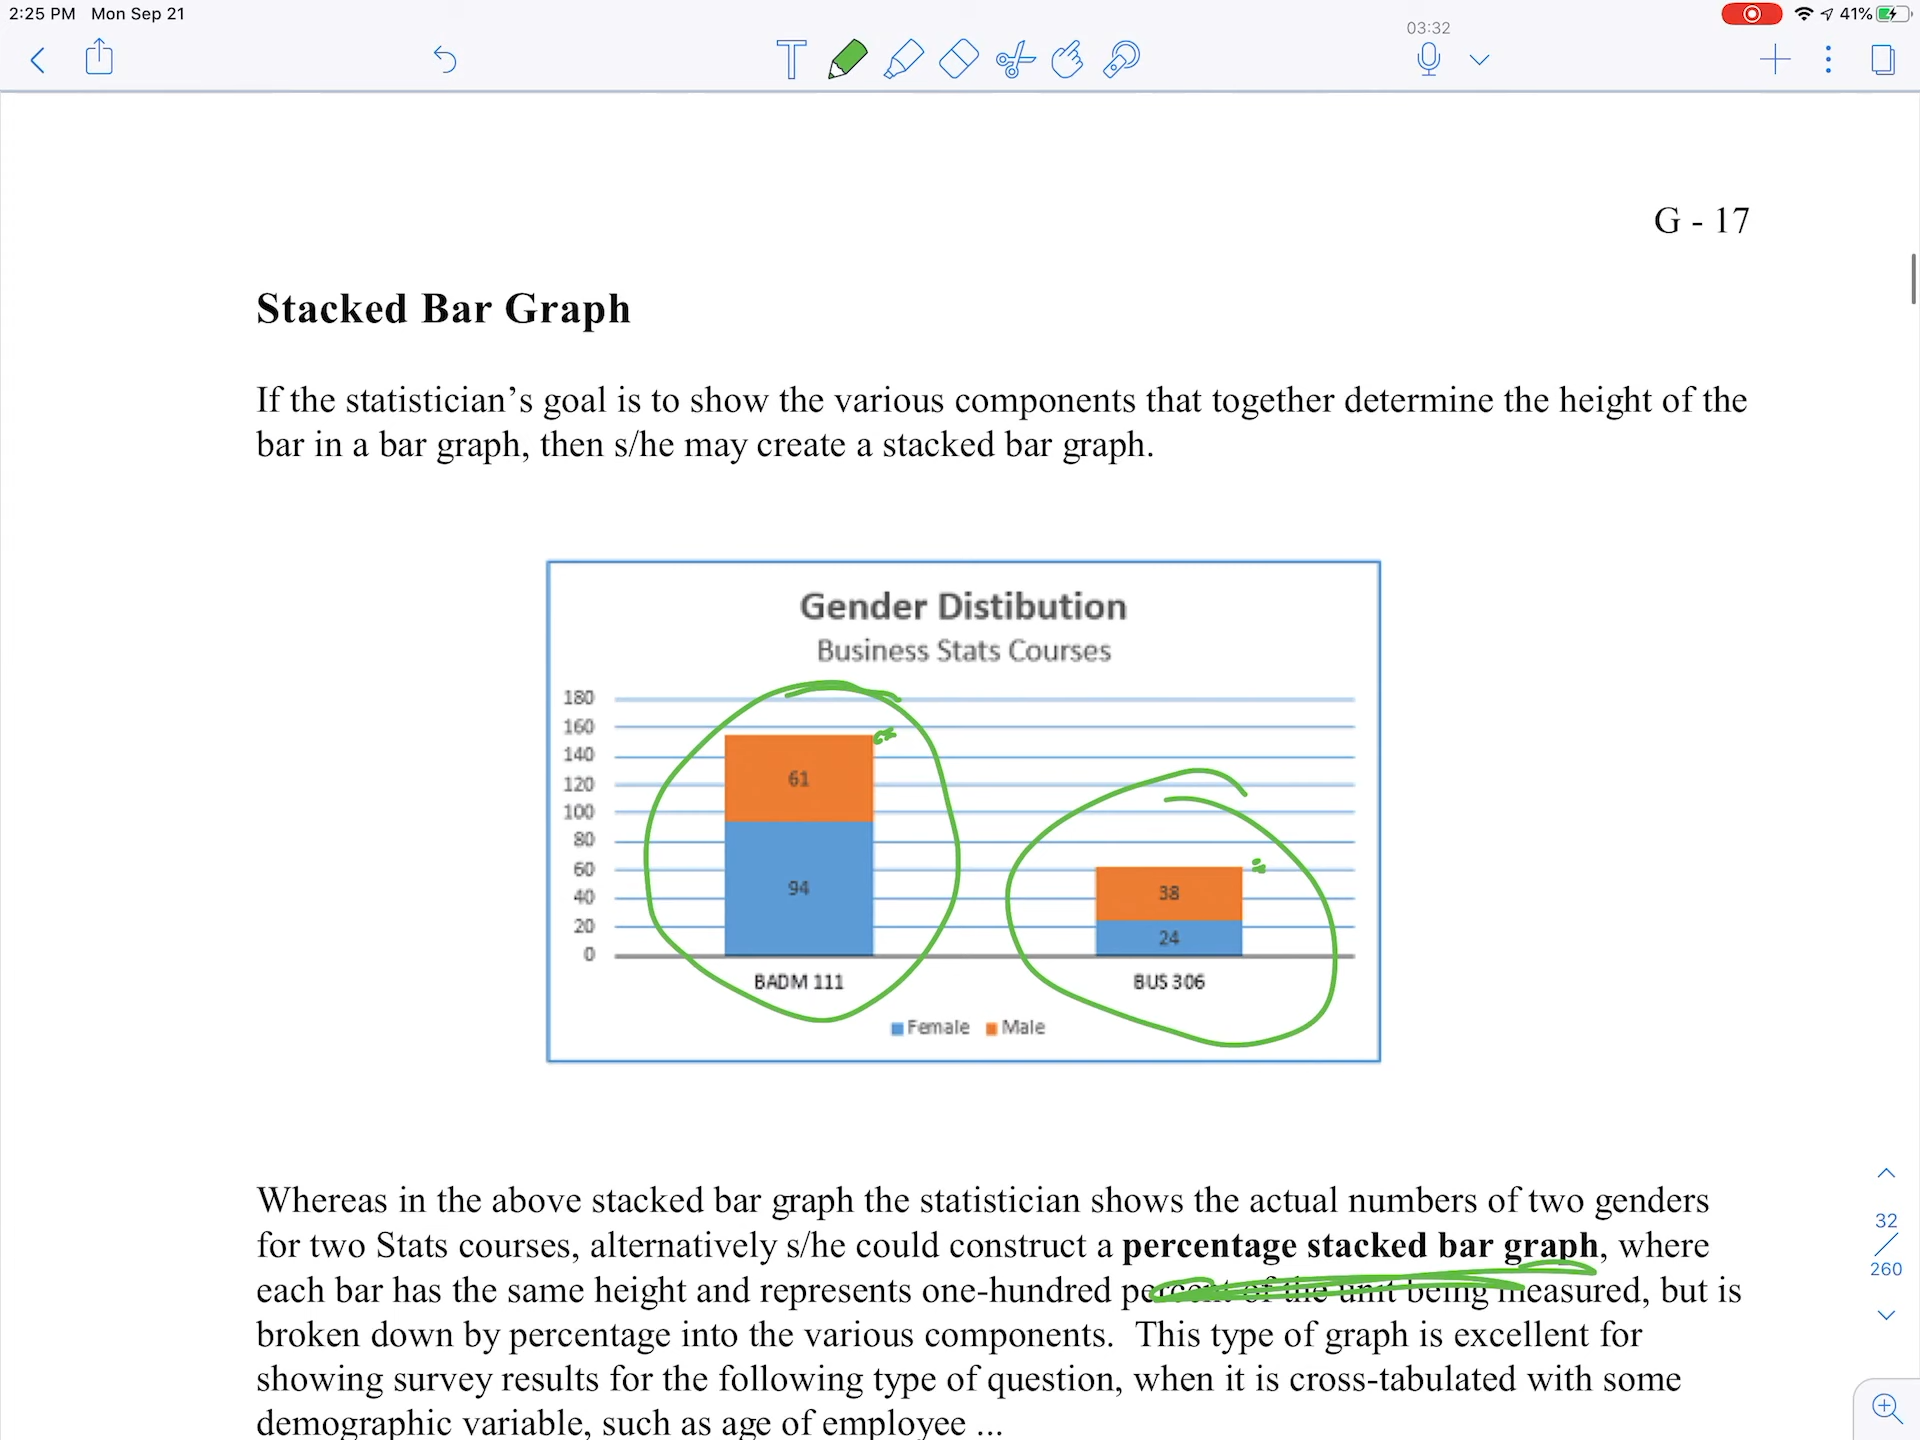 2:25 PM Mon Sep 21
41%
03:32
G - 17
Stacked Bar Graph
If the statistician’s goal is to show the various components that together determine the height of the
bar in a bar graph, then s/he may create a stacked bar graph.
Gender Distibution
Business Stats Courses
180
160
140
120
100
80
60
40
20
0
61
94
38
24
BADM 111
BUS 306
Female Male
Whereas in the above stacked bar graph the statistician shows the actual numbers of two genders
for two Stats courses, alternatively s/he could construct a percentage stacked bar graph, where
each bar has the same height and represents one-hundred percent of the unit being measured, but is
broken down by percentage into the various components. This type of graph is excellent for
showing survey results for the following type of question, when it is cross-tabulated with some
demographic variable, such as age of employee ...
32
260